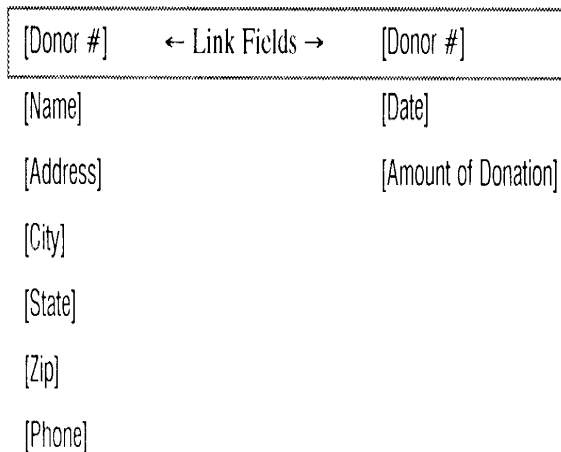 [Donor #] ← Link Fields → [Donor #]
[Name] [Date]
[Address] [Amount of Donation]
[City]
[State]
[Zip]
[Phone]